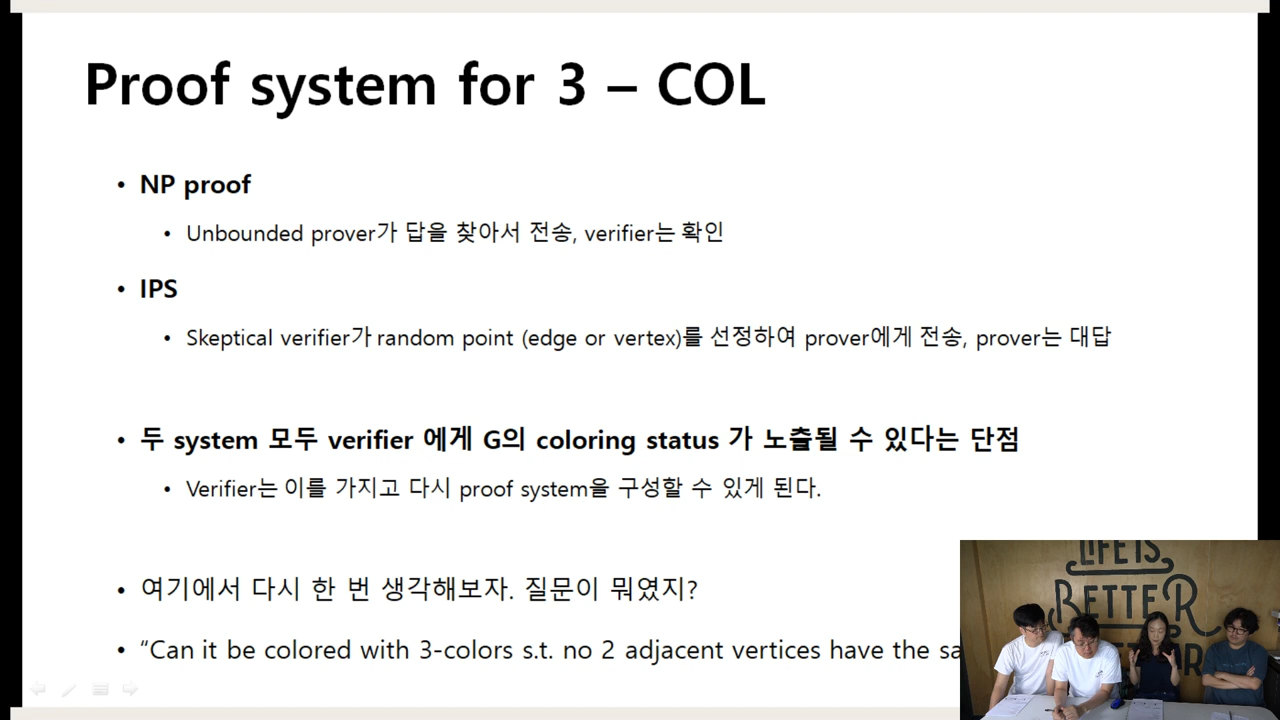 Proof system for 3 – COL
• NP proof
• Unbounded prover가 답을 찾아서 전송, verifier는 확인
• IPS
• Skeptical verifier가 random point (edge or vertex)를 선정하여 prover에게 전송, prover는 대답
• 두 system 모두 verifier 에게 G의 coloring status 가 노출될 수 있다는 단점
• Verifier는 이를 가지고 다시 proof system을 구성할 수 있게 된다.
• 여기에서 다시 한 번 생각해보자. 질문이 뭐였지?
• “Can it be colored with 3-colors s.t. no 2 adjacent vertices have the
LIFE IS
BETTER